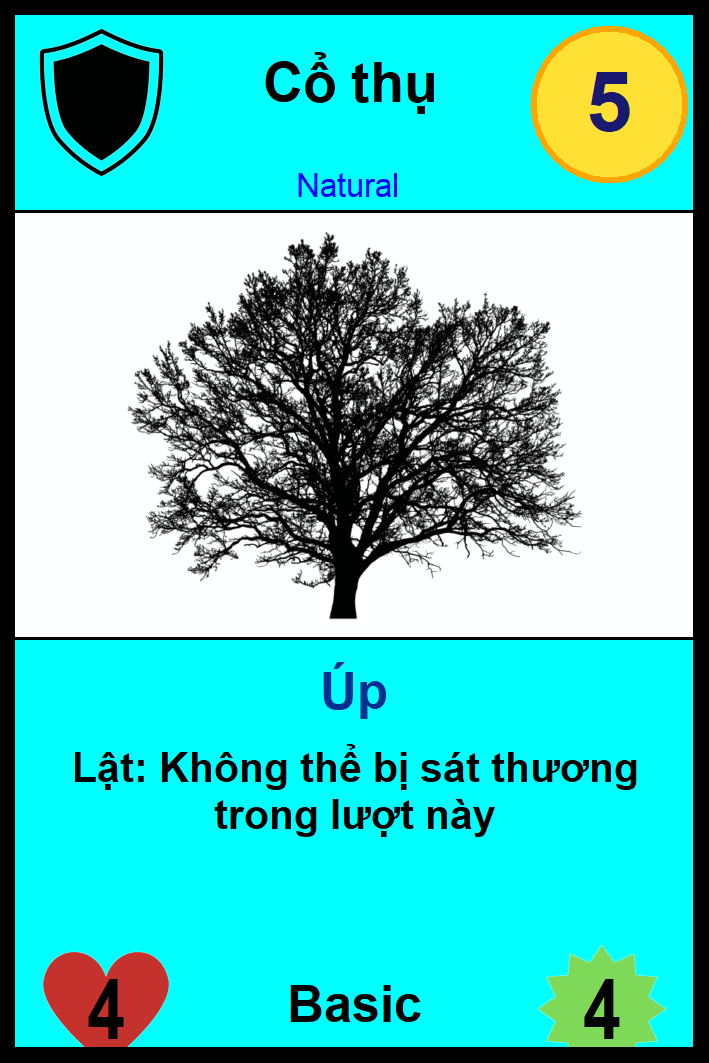 Cổ thụ
5
Natural
Úp
Lật: Không thể bị sát thương
trong lượt này
4
Basic
4